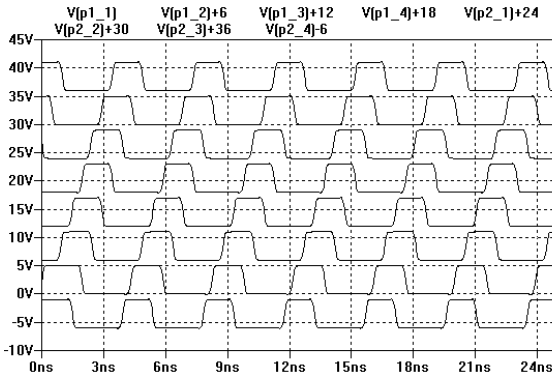 V(p1_1) V(p1_2)+6 V(p1_3)+12 V(p1_4)+18 V(p2_1)+24
V(p2_2)+30 V(p2_3)+36 V(p2_4)-6
45V
40V
35V
30V
25V
20V
15V
10V
5V
0V
-5V
-10V
0ns 3ns 6ns 9ns 12ns 15ns 18ns 21ns 24ns